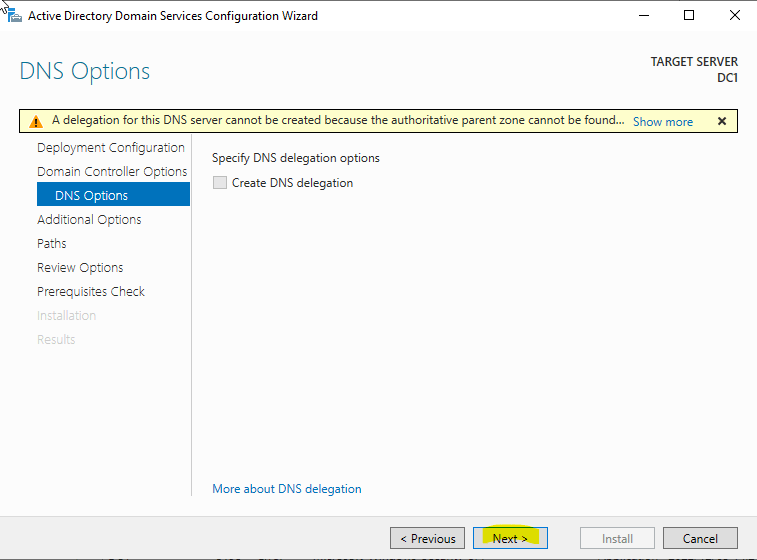 Active Directory Domain Services Configuration Wizard
DNS Options
TARGET SERVER
DC1
A delegation for this DNS server cannot be created because the authoritative parent zone cannot be found... Show more
Deployment Configuration
Domain Controller Options
DNS Options
Additional Options
Paths
Review Options
Prerequisites Check
Installation
Results
Specify DNS delegation options
Create DNS delegation
More about DNS delegation
< Previous
Next >
Install
Cancel